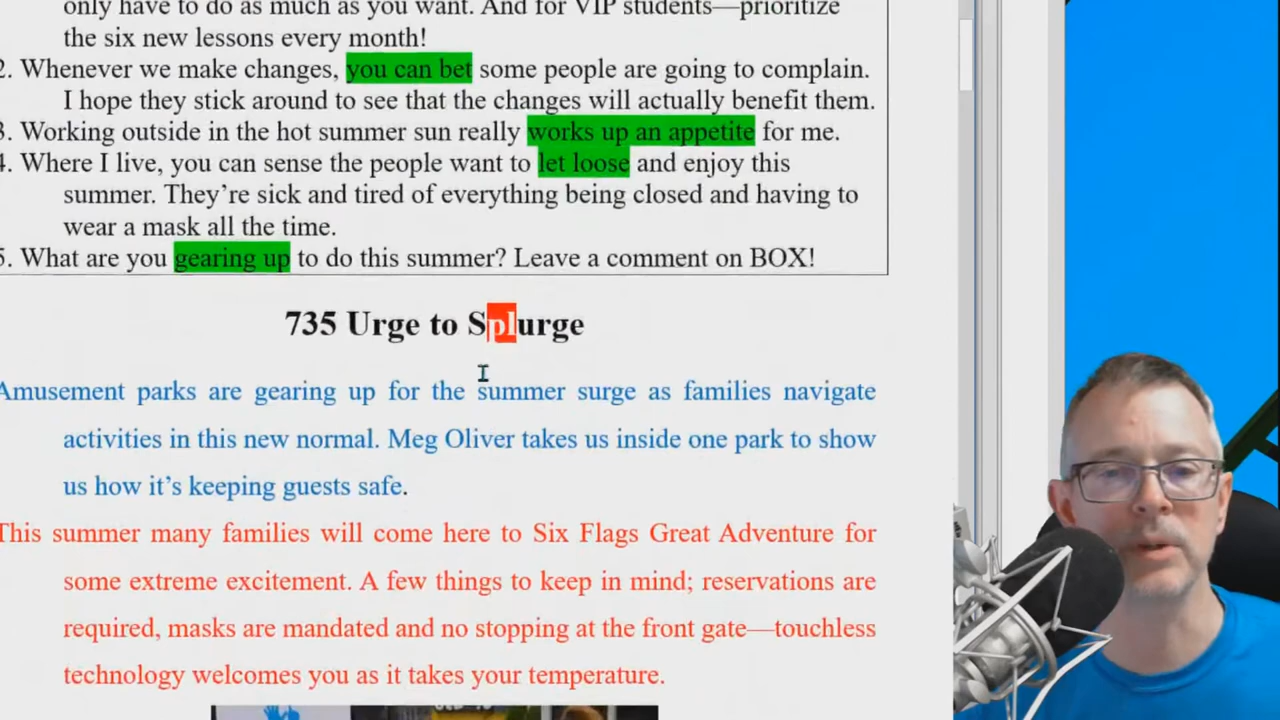 only have to do as much as you want. And for VIP students—prioritize
the six new lessons every month!
2. Whenever we make changes, you can bet some people are going to complain.
I hope they stick around to see that the changes will actually benefit them.
3. Working outside in the hot summer sun really works up an appetite for me.
4. Where I live, you can sense the people want to let loose and enjoy this
summer. They're sick and tired of everything being closed and having to
wear a mask all the time.
5. What are you gearing up to do this summer? Leave a comment on BOX!
735 Urge to Splurge
Amusement parks are gearing up for the summer surge as families navigate
activities in this new normal. Meg Oliver takes us inside one park to show
us how it's keeping guests safe.
This summer many families will come here to Six Flags Great Adventure for
some extreme excitement. A few things to keep in mind; reservations are
required, masks are mandated and no stopping at the front gate—touchless
technology welcomes you as it takes your temperature.